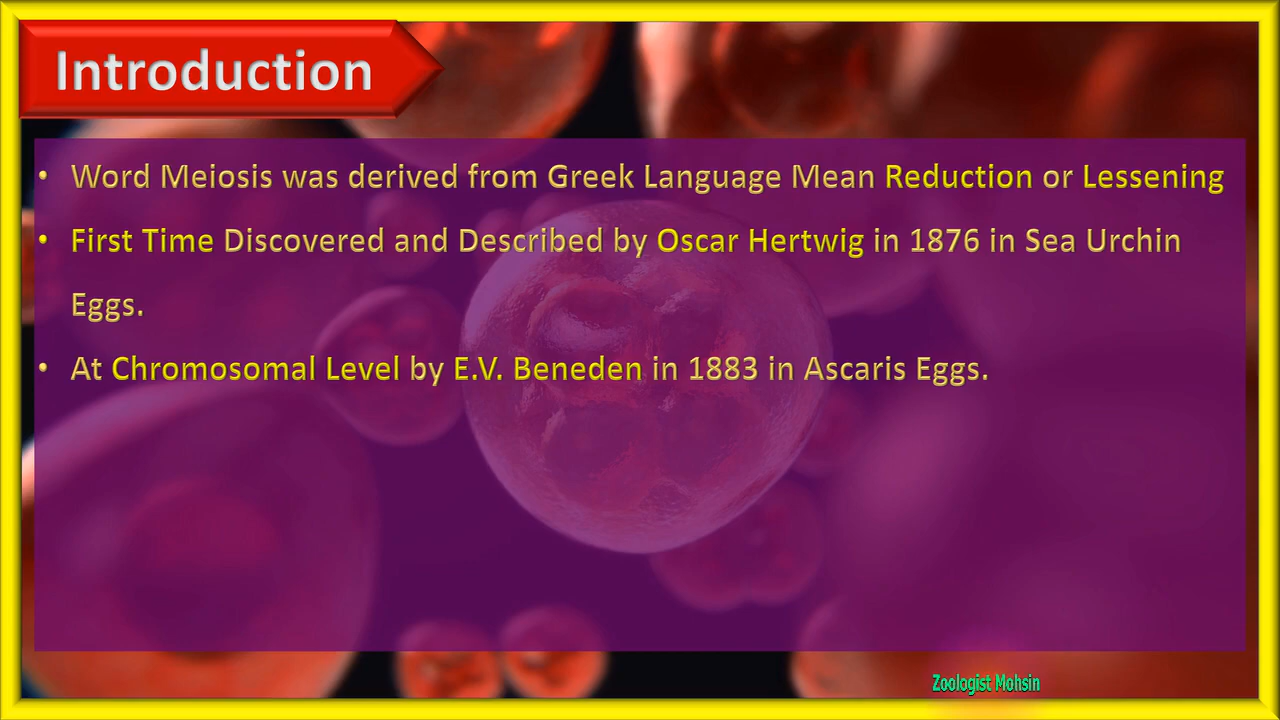 Introduction
• Word Meiosis was derived from Greek Language Mean Reduction or Lessening
• First Time Discovered and Described by Oscar Hertwig in 1876 in Sea Urchin
Eggs.
• At Chromosomal Level by E.V. Beneden in 1883 in Ascaris Eggs.
Zoologist Mohsin